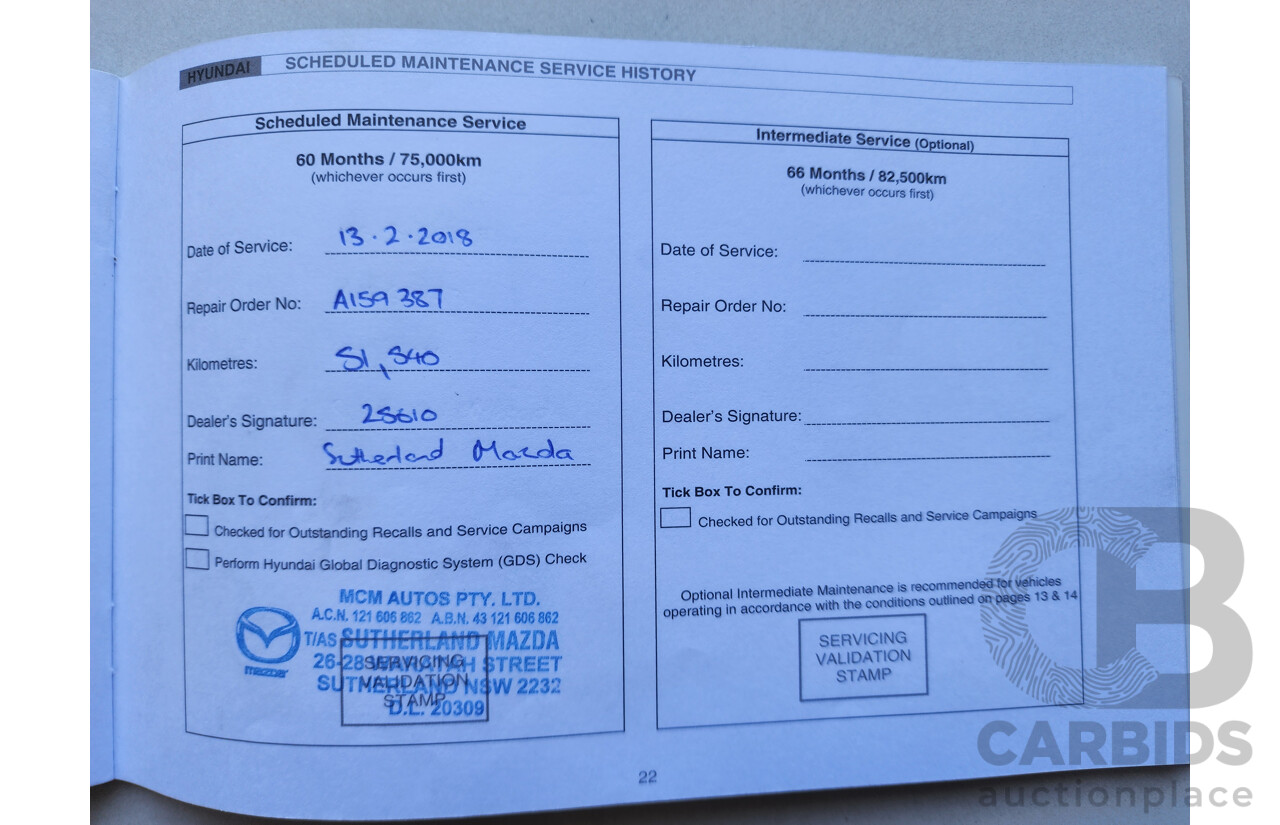 HYUNDAI SCHEDULED MAINTENANCE SERVICE HISTORY
Scheduled Maintenance Service
60 Months / 75,000km
(whichever occurs first)
Date of Service: 13.2.2018
Repair Order No: A159387
Kilometres: 51,540
Dealer's Signature: 25610
Print Name: Sutherland Mazda
Tick Box To Confirm:
Checked for Outstanding Recalls and Service Campaigns
Perform Hyundai Global Diagnostic System (GDS) Check
MCM AUTOS PTY. LTD.
A.C.N. 121 606 862 A.B.N. 43 121 606 862
T/AS SUTHERLAND MAZDA
26-28 STREET
SUTHERLAND NSW 2232
D.L. 20309
mazda
SERVICING
VALIDATION
STAMP
Intermediate Service (Optional)
66 Months / 82,500km
(whichever occurs first)
Date of Service:
Repair Order No:
Kilometres:
Dealer's Signature:
Print Name:
Tick Box To Confirm:
Checked for Outstanding Recalls and Service Campaigns
Optional Intermediate Maintenance is recommended for vehicles
operating in accordance with the conditions outlined on pages 13 & 14
SERVICING
VALIDATION
STAMP
22
CB
CARBIDS
auctionplace